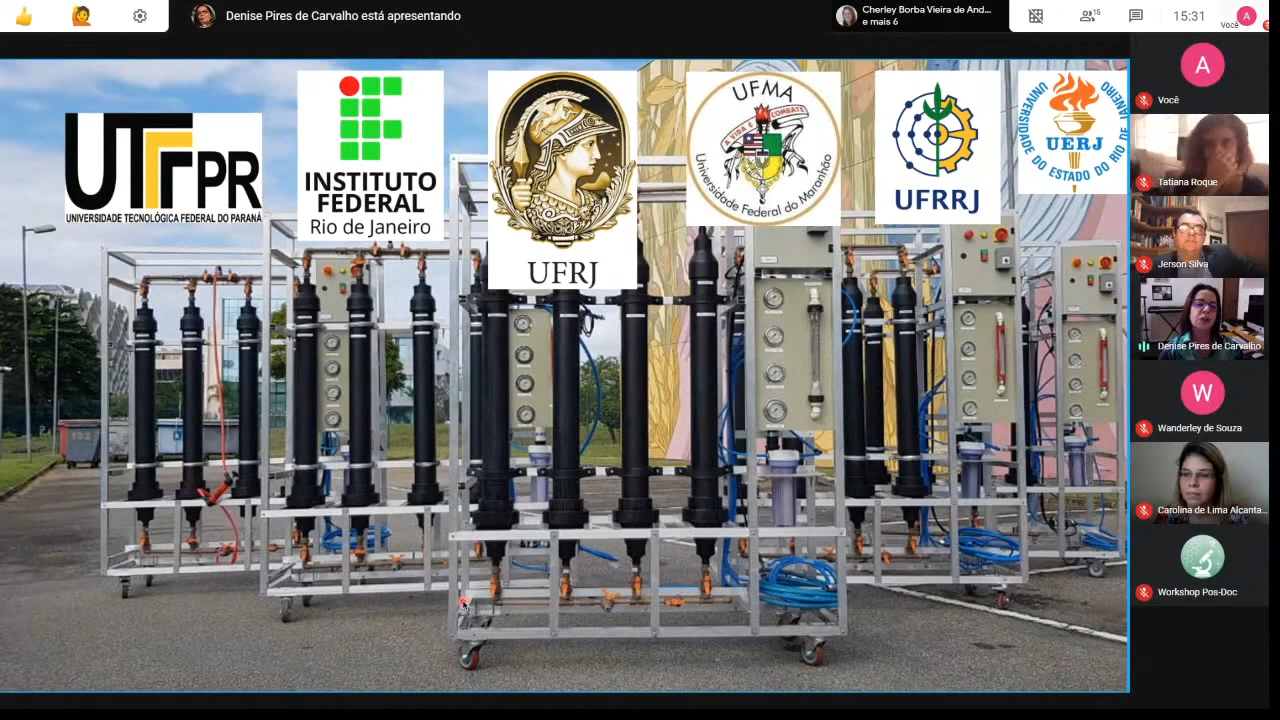 Denise Pires de Carvalho está apresentando
Cherley Borba Vieira de And...
e mais 6
15
15:31
Você
A
A
Você
Tatiana Roque
Jerson Silva
Denise Pires de Carvalho
W
Wanderley de Souza
Carolina de Lima Alcanta...
Workshop Pos-Doc
UTFPR
UNIVERSIDADE TECNOLÓGICA FEDERAL DO PARANÁ
INSTITUTO
FEDERAL
Rio de Janeiro
UFRJ
UFMA
A VIDA É COMBATE
Universidade Federal do Maranhão
UFRRJ
UERJ
UNIVERSIDADE DO ESTADO DO RIO DE JANEIRO